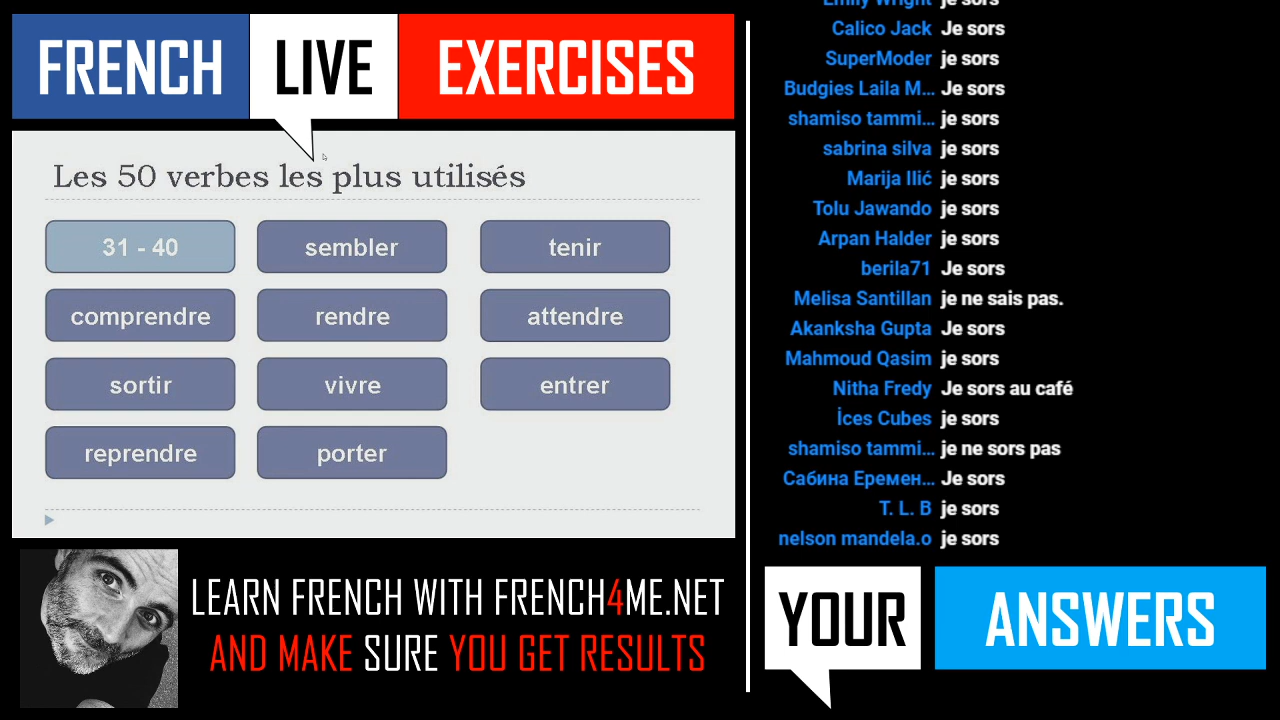 FRENCH LIVE EXERCISES
Les 50 verbes les plus utilisés
31 - 40 sembler tenir
comprendre rendre attendre
sortir vivre entrer
reprendre porter
LEARN FRENCH WITH FRENCH4ME.NET
AND MAKE SURE YOU GET RESULTS
Emily Wright je sors
Calico Jack Je sors
SuperModer je sors
Budgies Laila M... Je sors
shamiso tammi... je sors
sabrina silva je sors
Marija Ilić je sors
Tolu Jawando je sors
Arpan Halder je sors
berila71 Je sors
Melisa Santillan je ne sais pas.
Akanksha Gupta Je sors
Mahmoud Qasim je sors
Nitha Fredy Je sors au café
İces Cubes je sors
shamiso tammi... je ne sors pas
Сабина Еремен... Je sors
T. L. B je sors
nelson mandela.o je sors
YOUR ANSWERS